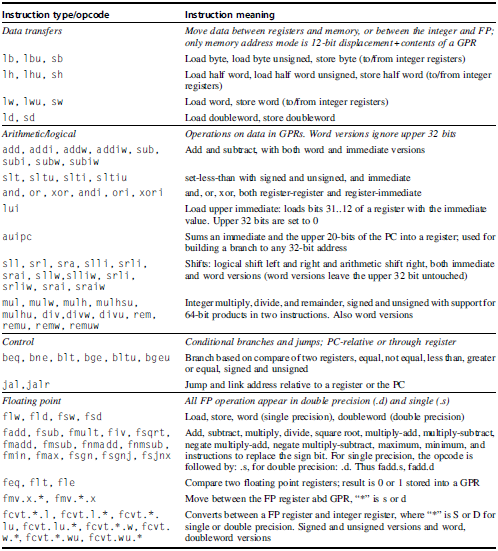 Instruction type/opcode Instruction meaning
Data transfers Move data between registers and memory, or between the integer and FP;
only memory address mode is 12-bit displacement+contents of a GPR
lb, lbu, sb Load byte, load byte unsigned, store byte (to/from integer registers)
lh, lhu, sh Load half word, load half word unsigned, store half word (to/from integer
registers)
lw, lwu, sw Load word, store word (to/from integer registers)
ld, sd Load doubleword, store doubleword
Arithmetic/logical Operations on data in GPRs. Word versions ignore upper 32 bits
add, addi, addw, addiw, sub, Add and subtract, with both word and immediate versions
subi, subw, subiw
slt, sltu, slti, sltiu set-less-than with signed and unsigned, and immediate
and, or, xor, andi, ori, xori and, or, xor, both register-register and register-immediate
lui Load upper immediate: loads bits 31..12 of a register with the immediate
value. Upper 32 bits are set to 0
auipc Sums an immediate and the upper 20-bits of the PC into a register; used for
building a branch to any 32-bit address
sll, srl, sra, slli, srli, Shifts: logical shift left and right and arithmetic shift right, both
srai, sllw, slliw, srli, immediate and word versions (word versions leave the upper 32 bit untouched)
srliw, srai, sraiw
mul, mulw, mulh, mulhsu, Integer multiply, divide, and remainder, signed and unsigned with support for
mulhu, div,divw, divu, rem, 64-bit products in two instructions. Also word versions
remu, remw, remuw
Control Conditional branches and jumps; PC-relative or through register
beq, bne, blt, bge, bltu, bgeu Branch based on compare of two registers, equal, not equal, less than, greater
or equal, signed and unsigned
jal,jalr Jump and link address relative to a register or the PC
Floating point All FP operation appear in double precision (.d) and single (.s)
flw, fld, fsw, fsd Load, store, word (single precision), doubleword (double precision)
fadd, fsub, fmult, fiv, fsqrt, Add, subtract, multiply, divide, square root, multiply-add, multiply-subtract,
fmadd, fmsub, fnmadd, fnmsub, negate multiply-add, negate multiply-subtract, maximum, minimum, and
fmin, fmax, fsgn, fsgnj, fsjnx instructions to replace the sign bit. For single precision, the opcode is
followed by: .s, for double precision: .d. Thus fadd.s, fadd.d
feq, flt, fle Compare two floating point registers; result is 0 or 1 stored into a GPR
fmv.x.*, fmv.*.x Move between the FP register abd GPR, “*” is s or d
fcvt.*.l, fcvt.l.*, fcvt.*. Converts between a FP register and integer register, where “*” is S or D for
lu, fcvt.lu.*, fcvt.*.w, fcvt. single or double precision. Signed and unsigned versions and word,
w.*, fcvt.*.wu, fcvt.wu.* doubleword versions